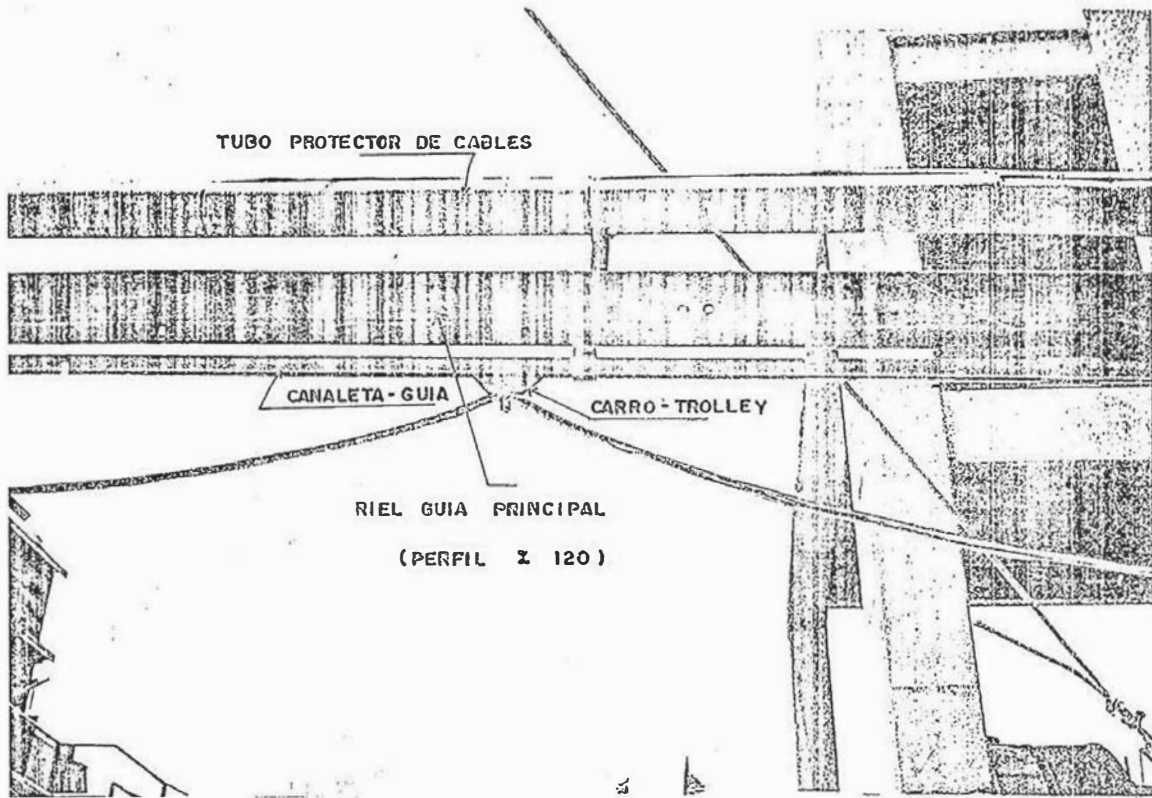 TUBO PROTECTOR DE CABLES
CANALETA-GUIA
CARRO-TROLLEY
RIEL GUIA PRINCIPAL
(PERFIL I 120)